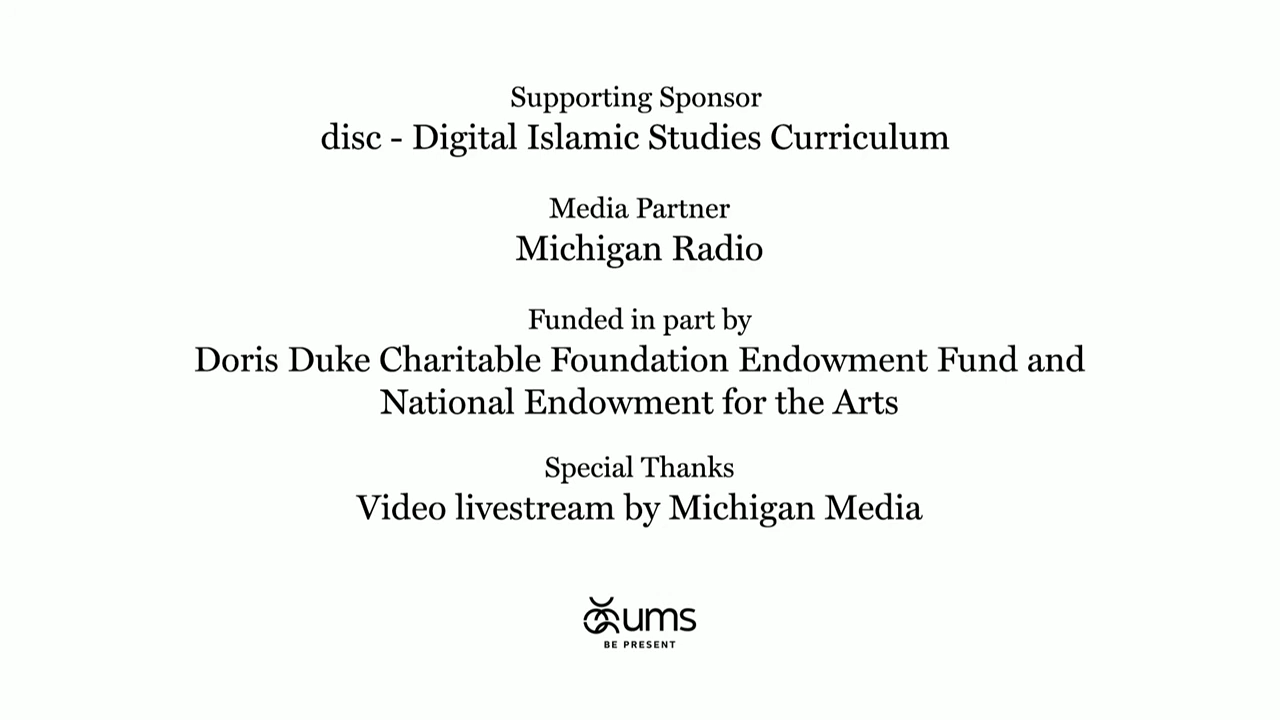 Supporting Sponsor
disc - Digital Islamic Studies Curriculum
Media Partner
Michigan Radio
Funded in part by
Doris Duke Charitable Foundation Endowment Fund and
National Endowment for the Arts
Special Thanks
Video livestream by Michigan Media
ums
BE PRESENT